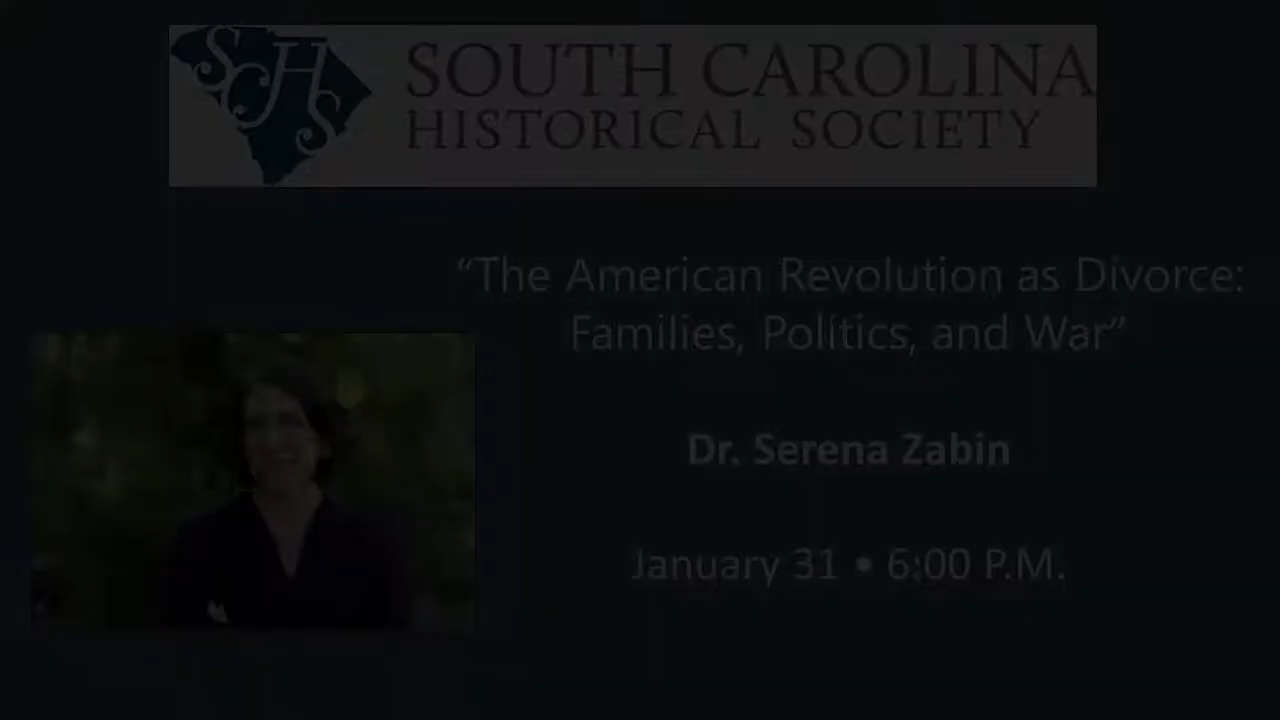 SCHS
SOUTH CAROLINA
HISTORICAL SOCIETY
“The American Revolution as Divorce:
Families, Politics, and War”
Dr. Serena Zabin
January 31 • 6:00 P.M.